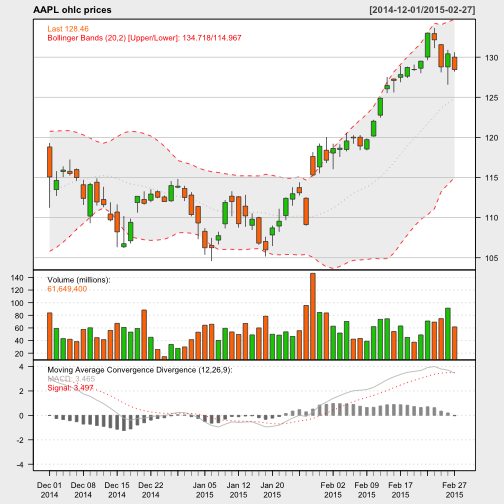 AAPL ohlc prices [2014-12-01/2015-02-27]
Last 128.46
Bollinger Bands (20,2) [Upper/Lower]: 134.718/114.967
130
125
120
115
110
105
Volume (millions):
61,649,400
140
120
100
80
60
40
20
Moving Average Convergence Divergence (12,26,9):
MACD: 3.465
Signal: 3.497
4
2
0
-2
-4
Dec 01 Dec 08 Dec 15 Dec 22 Jan 05 Jan 12 Jan 20 Feb 02 Feb 09 Feb 17 Feb 27
2014 2014 2014 2014 2015 2015 2015 2015 2015 2015 2015